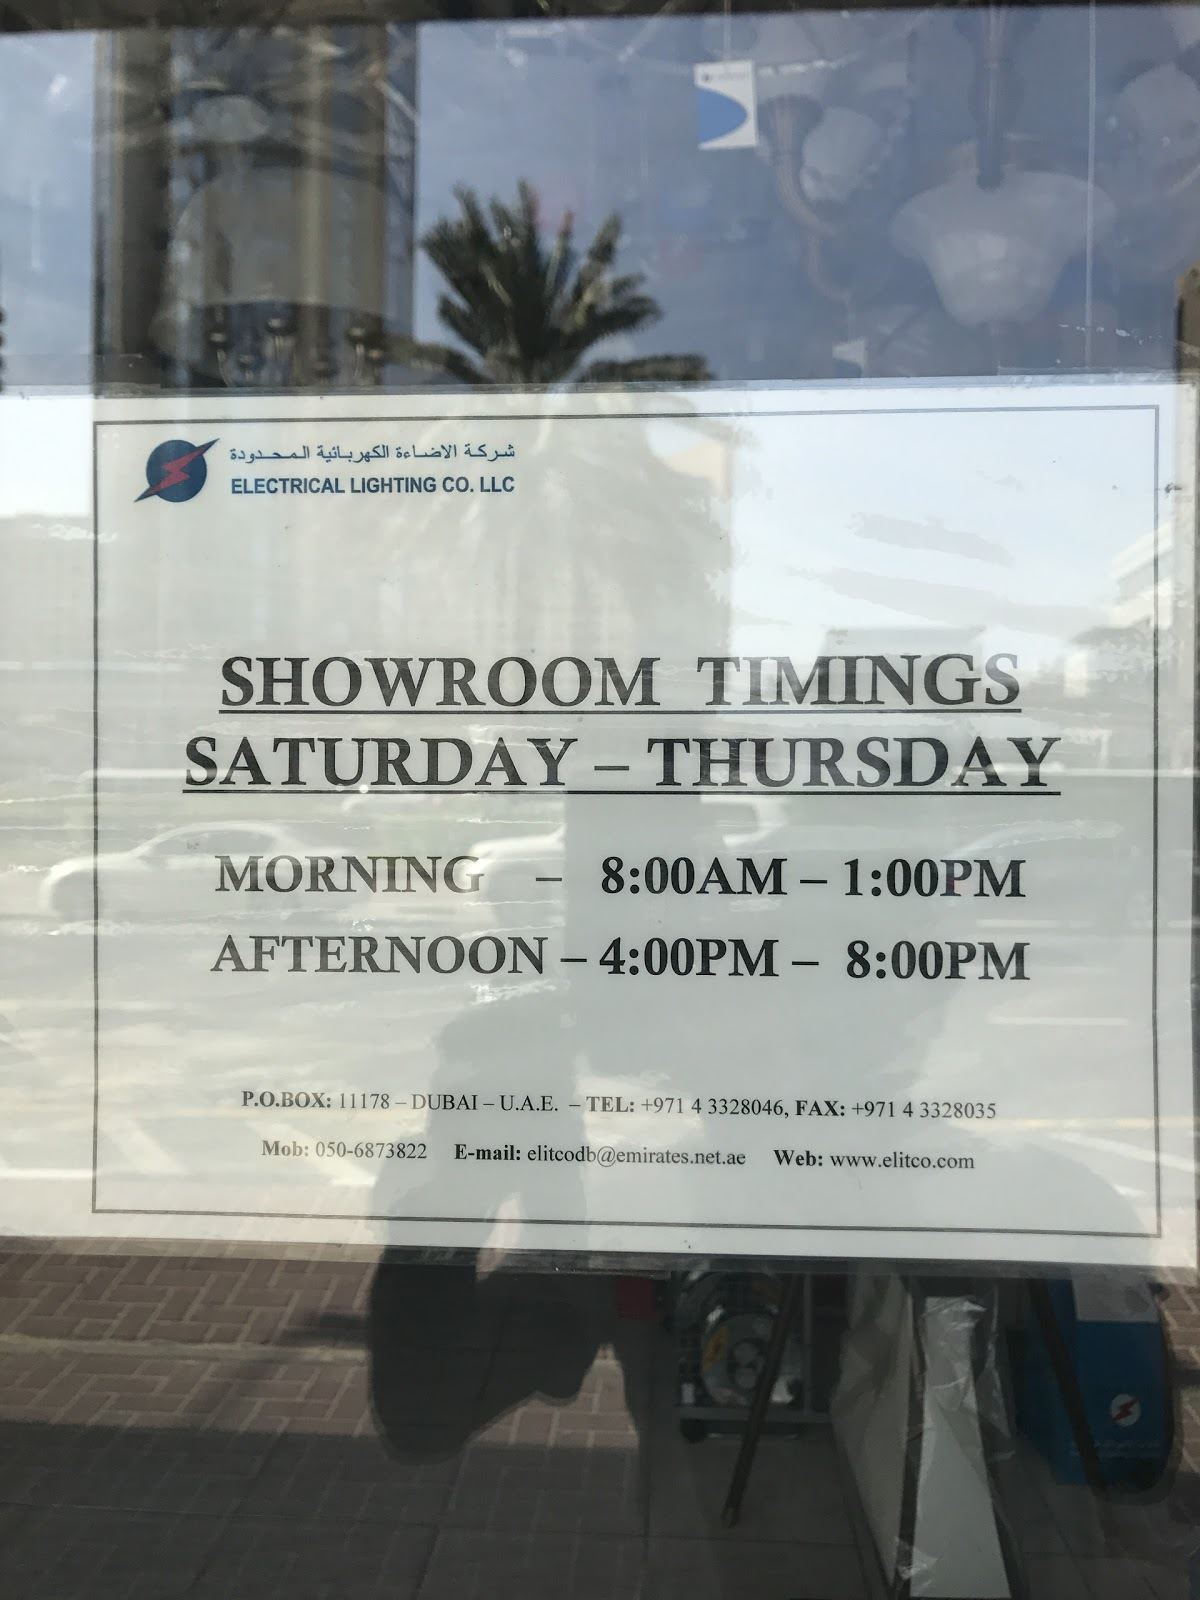 شركة الاضاءة الكهربائية المحدودة
ELECTRICAL LIGHTING CO. LLC
SHOWROOM TIMINGS
SATURDAY – THURSDAY
MORNING – 8:00AM – 1:00PM
AFTERNOON – 4:00PM – 8:00PM
P.O.BOX: 11178 – DUBAI – U.A.E. – TEL: +971 4 3328046, FAX: +971 4 3328035
Mob: 050-6873822 E-mail: elitcodb@emirates.net.ae Web: www.elitco.com